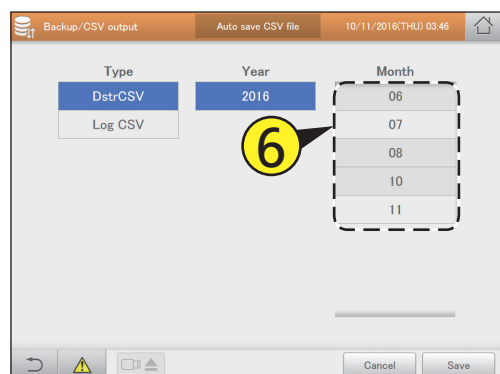 Backup/CSV output Auto save CSV file 10/11/2016(THU) 03:46
Type Year Month
DstrCSV 2016 06
Log CSV 07
6
08
10
11
Cancel Save